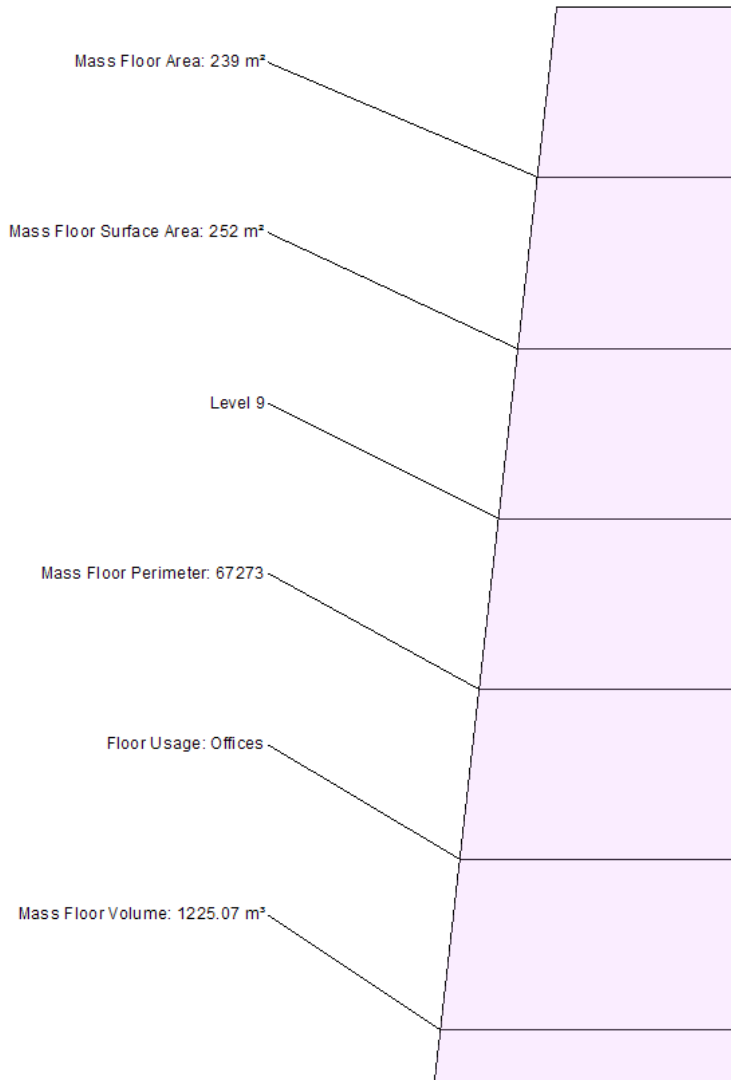 Mass Floor Area: 239 m²
Mass Floor Surface Area: 252 m²
Level 9
Mass Floor Perimeter: 67273
Floor Usage: Offices
Mass Floor Volume: 1225.07 m³